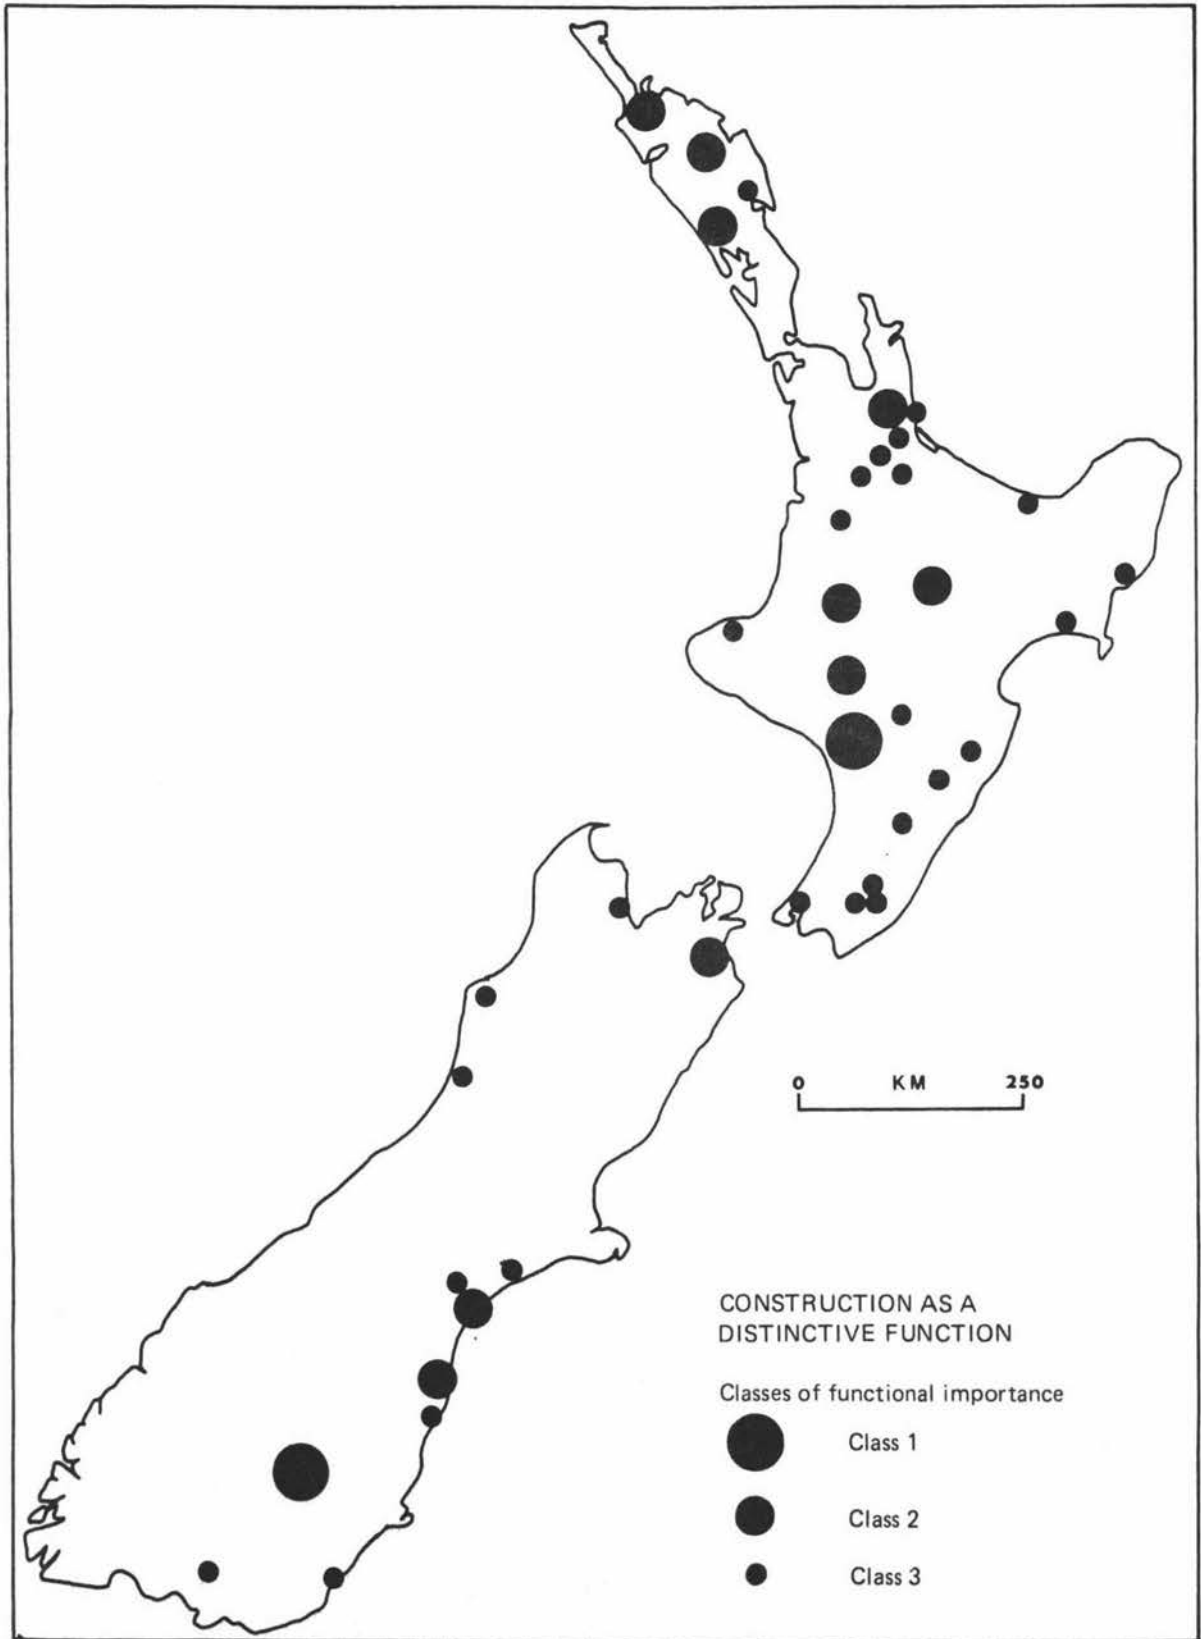 0 KM 250
CONSTRUCTION AS A
DISTINCTIVE FUNCTION
Classes of functional importance
Class 1
Class 2
Class 3